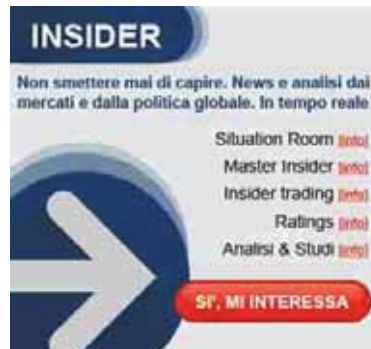 INSIDER
Non smettere mai di capire. News e analisi dai
mercati e dalla politica globale. In tempo reale
Situation Room [info]
Master Insider [info]
Insider trading [info]
Ratings [info]
Analisi & Studi [info]
SI', MI INTERESSA